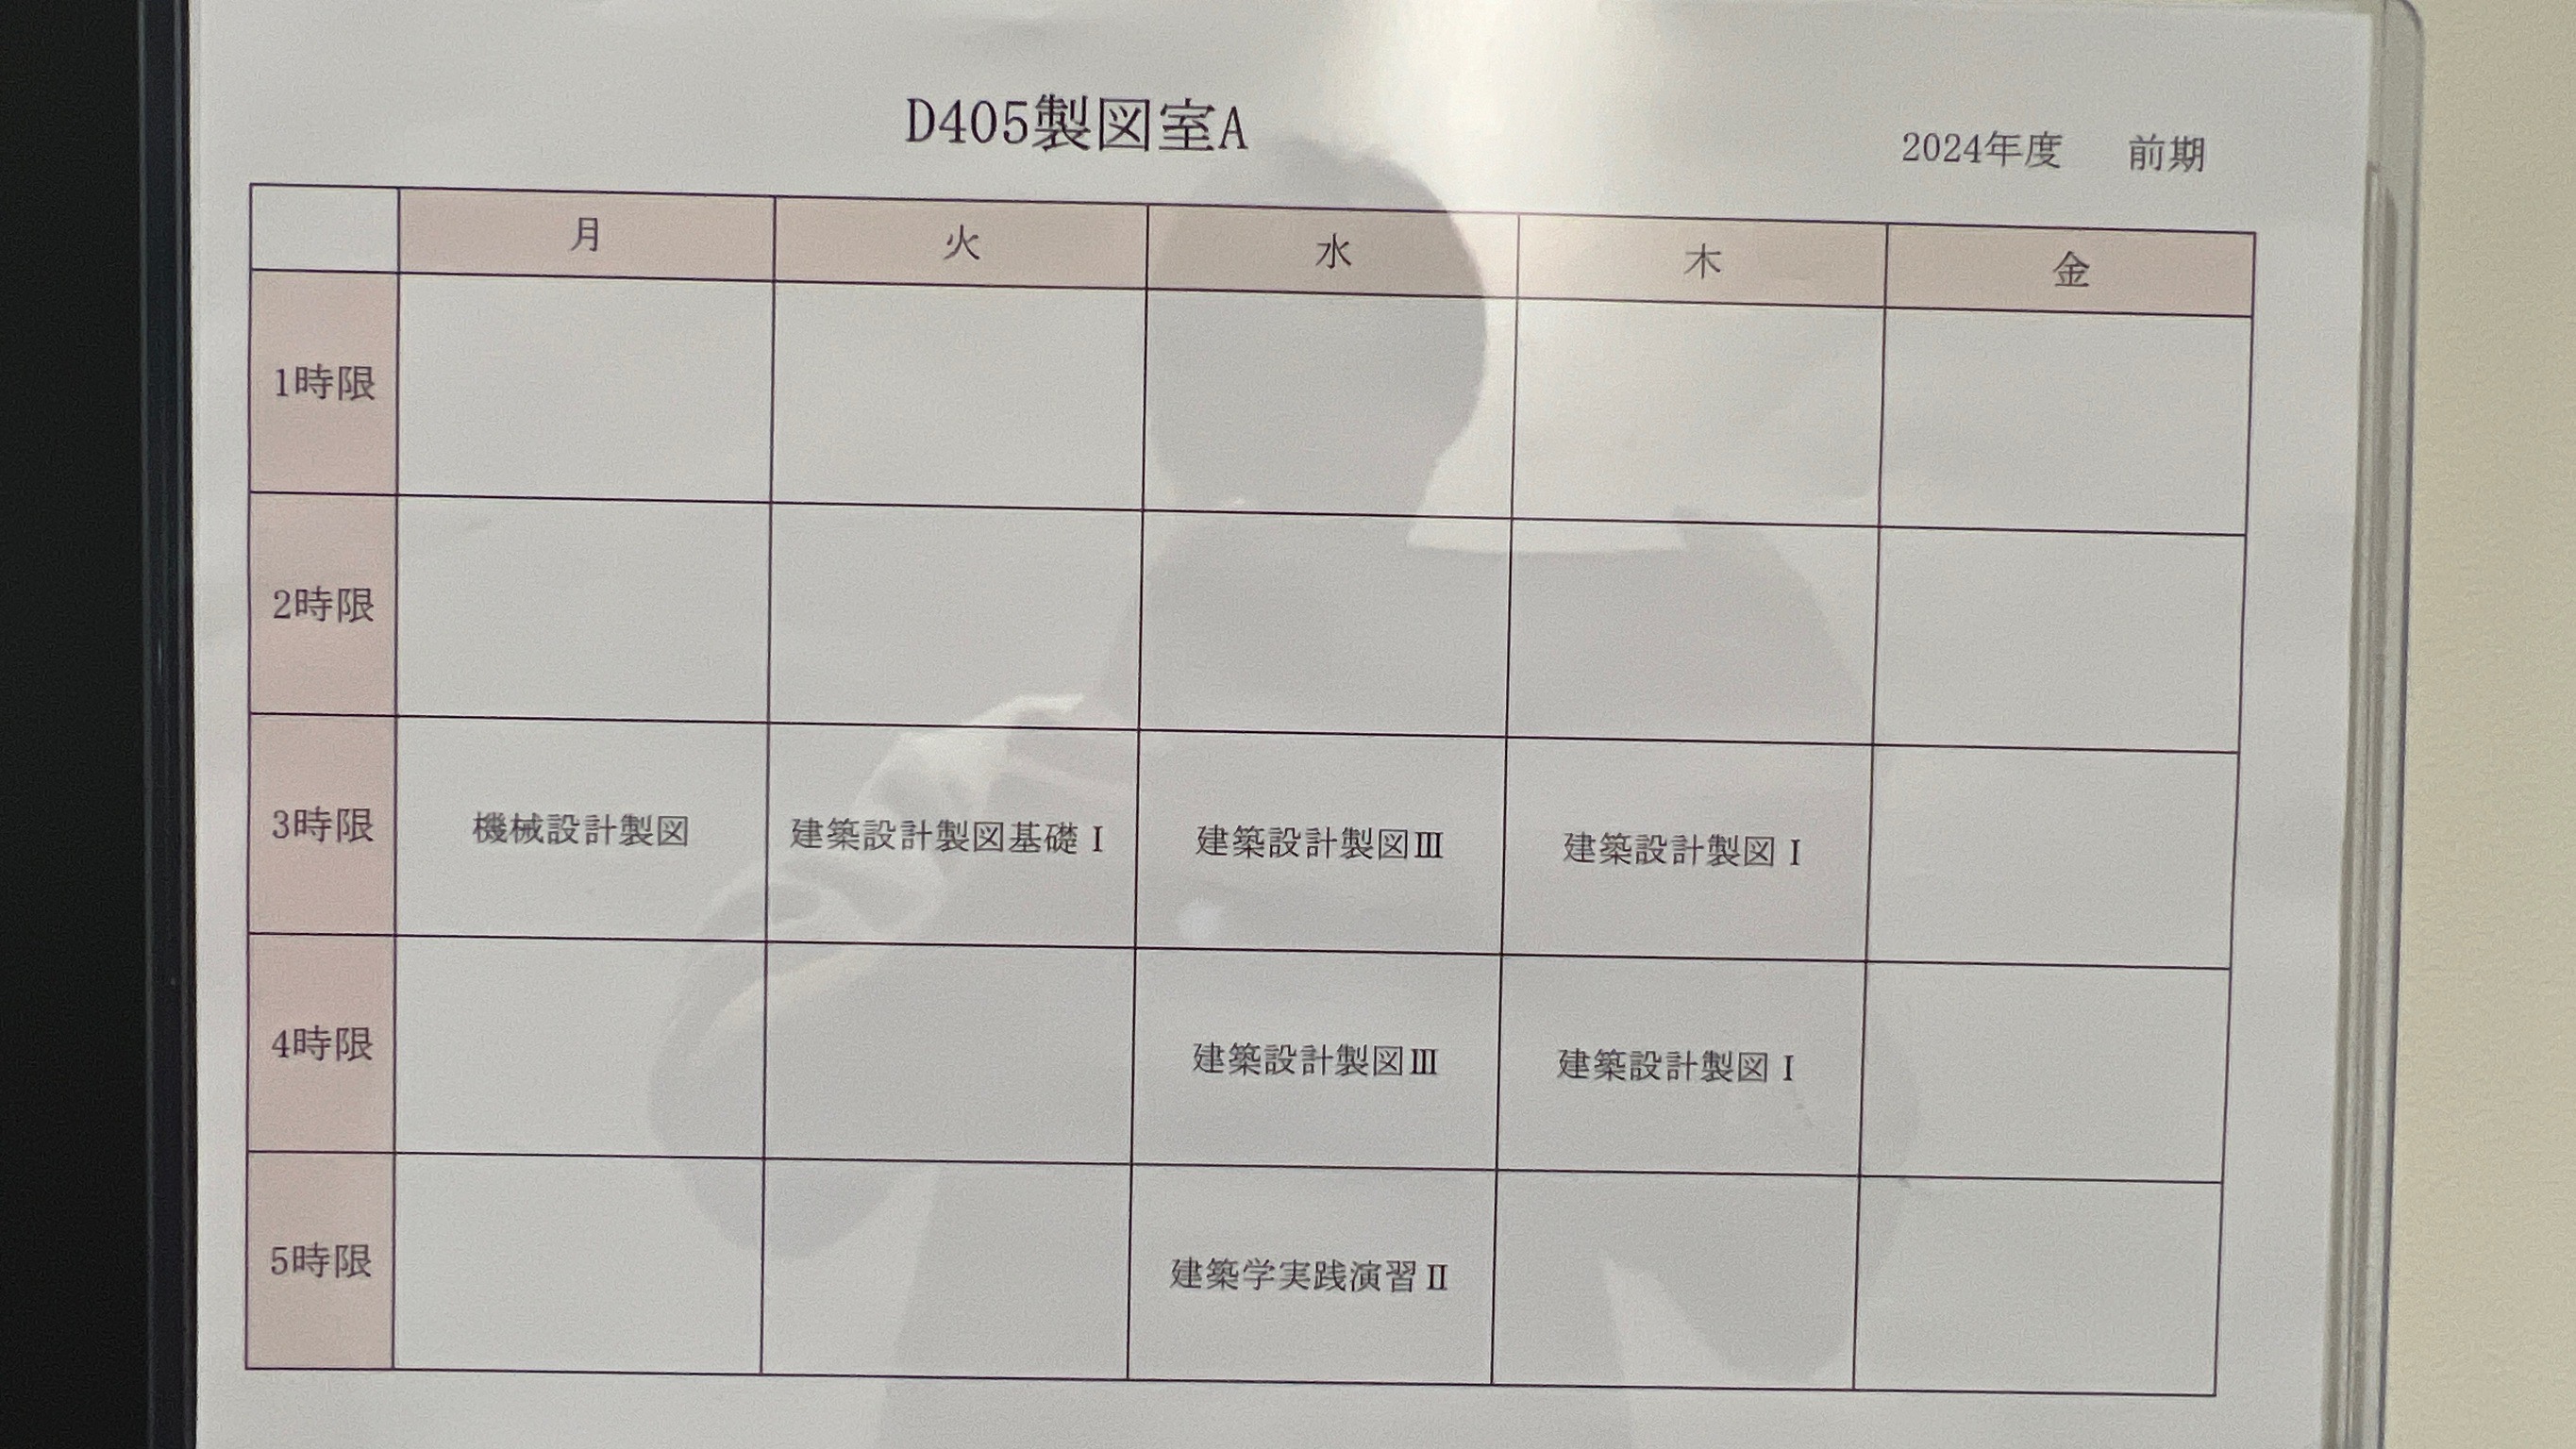 D405製図室A
2024年度 前期
月 火 水 木 金
1時限
2時限
3時限 機械設計製図 建築設計製図基礎Ⅰ 建築設計製図Ⅲ 建築設計製図Ⅰ
4時限 建築設計製図Ⅲ 建築設計製図Ⅰ
5時限 建築学実践演習Ⅱ